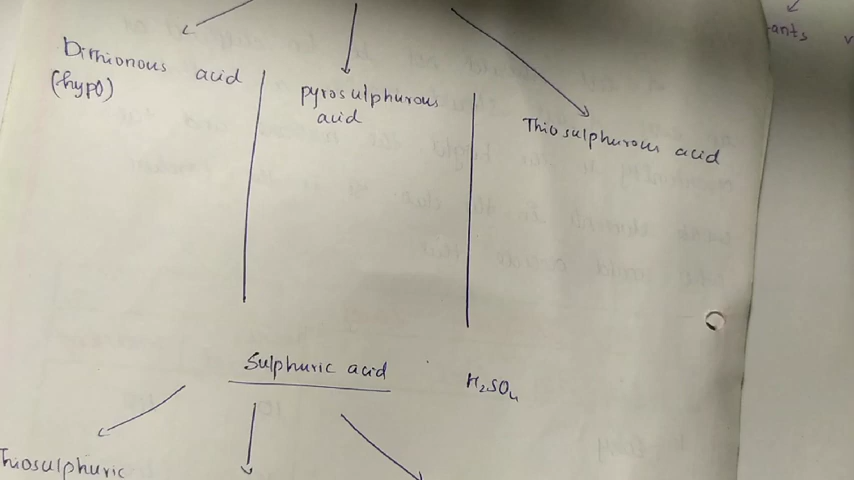 Dithionous acid
(hypo)
pyrosulphurous
acid
Thiosulphurous acid
Sulphuric acid
H₂SO₄
Thiosulphuric
ants